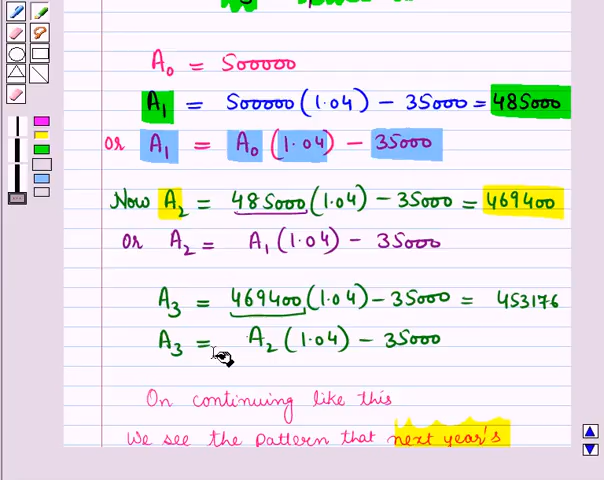 A₀ = 500000
A₁ = 500000(1.04) - 35000 = 485000
or A₁ = A₀(1.04) - 35000
Now A₂ = 485000(1.04) - 35000 = 469400
or A₂ = A₁(1.04) - 35000
A₃ = 469400(1.04) - 35000 = 453176
A₃ = A₂(1.04) - 35000
On continuing like this
We see the pattern that next year's